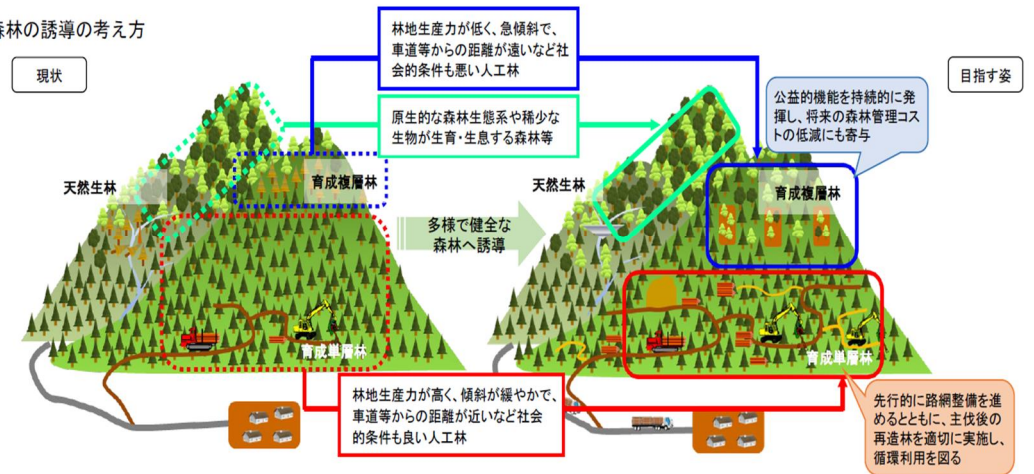 森林の誘導の考え方
現状
目指す姿
林地生産力が低く、急傾斜で、
車道等からの距離が遠いなど社
会的条件も悪い人工林
原生的な森林生態系や稀少な
生物が生育・生息する森林等
公益的機能を持続的に発
揮し、将来の森林管理コス
トの低減にも寄与
天然生林
育成複層林
多様で健全な
森林へ誘導
天然生林
育成複層林
育成単層林
育成単層林
林地生産力が高く、傾斜が緩やかで、
車道等からの距離が近いなど社会
的条件も良い人工林
先行的に路網整備を進
めるとともに、主伐後の
再造林を適切に実施し、
循環利用を図る